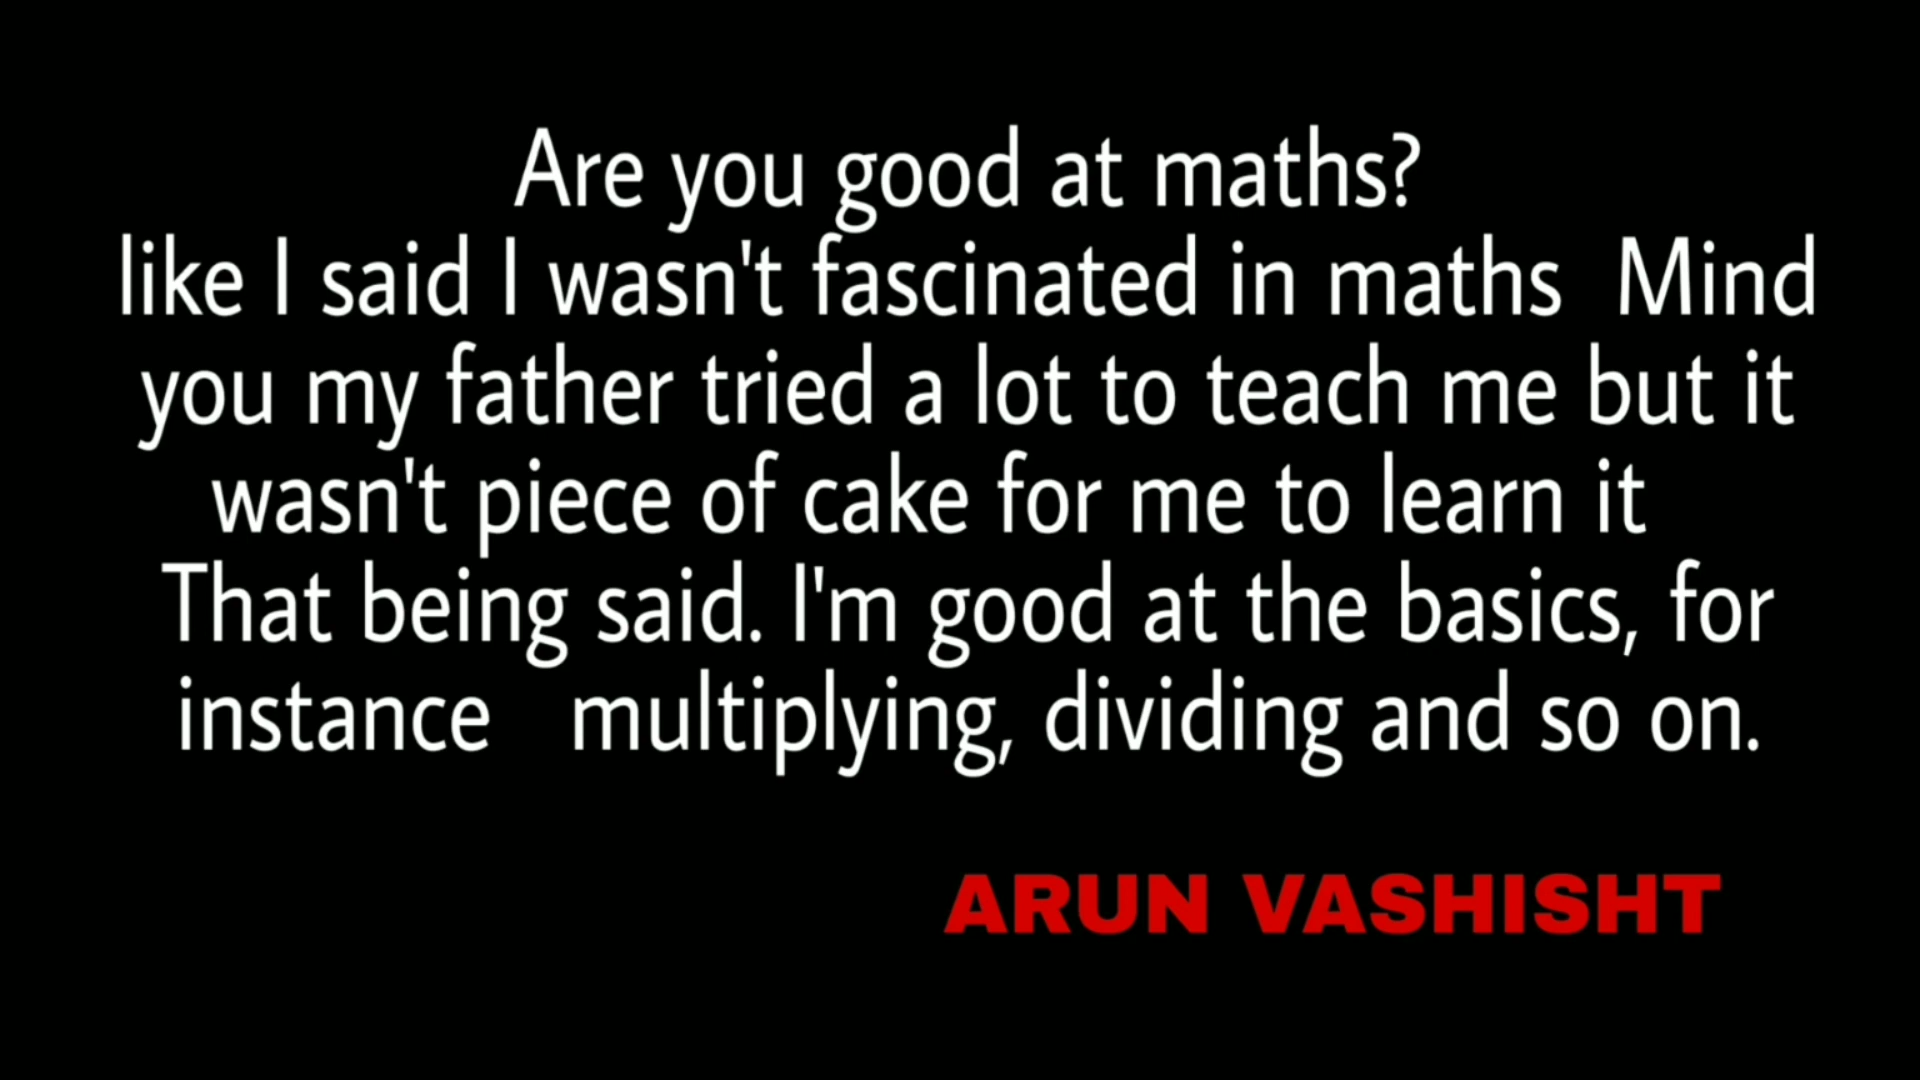 Are you good at maths?
like I said I wasn't fascinated in maths  Mind
you my father tried a lot to teach me but it
wasn't piece of cake for me to learn it
That being said. I'm good at the basics, for
instance   multiplying, dividing and so on.
ARUN VASHISHT